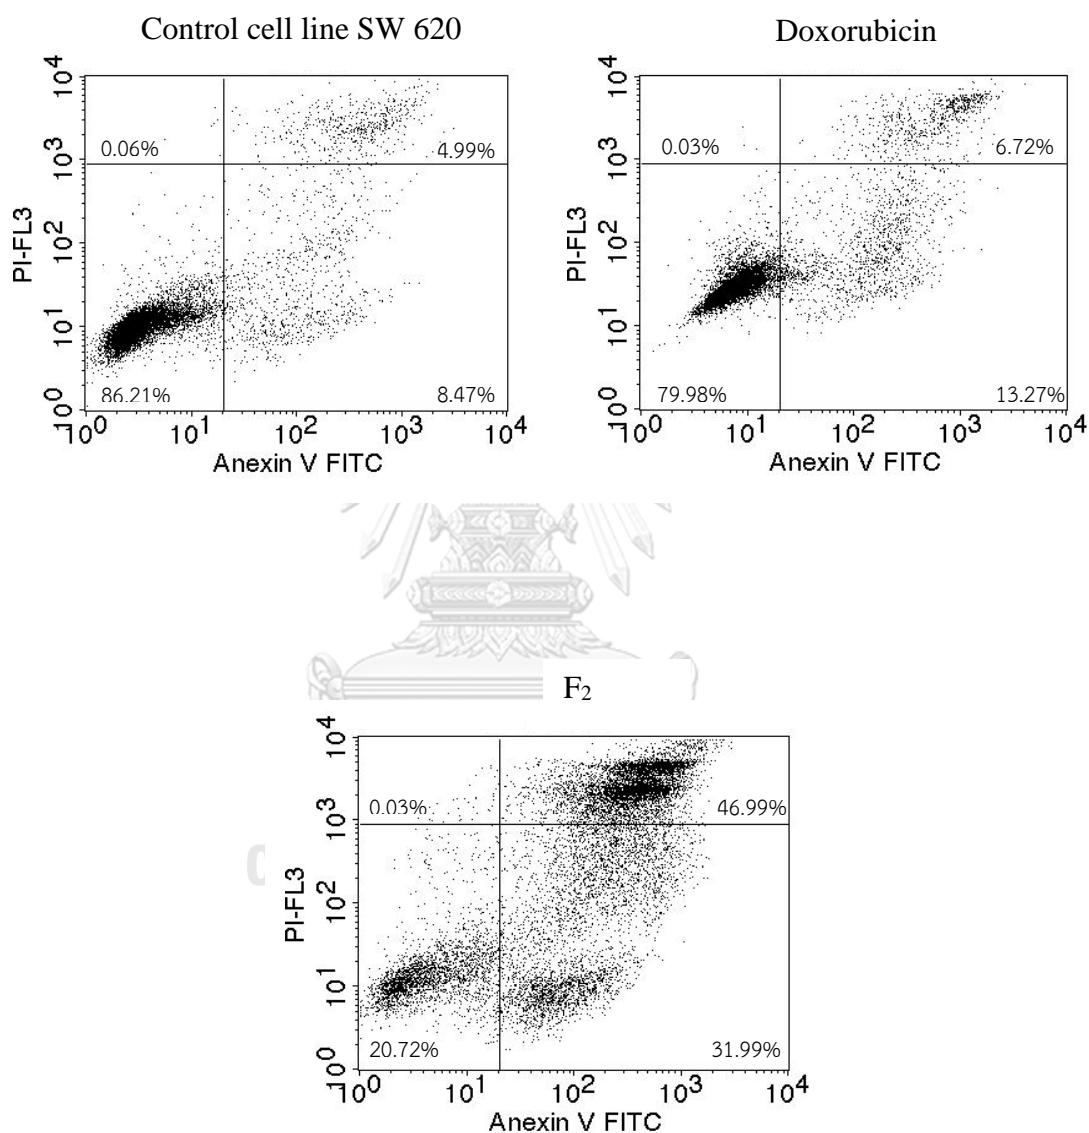 Control cell line SW 620
Doxorubicin
10⁴
0.06%
4.99%
10³
10²
10¹
10⁰
PI-FL3
86.21%
8.47%
10⁰ 10¹ 10² 10³ 10⁴
Anexin V FITC
10⁴
0.03%
6.72%
10³
10²
10¹
10⁰
PI-FL3
79.98%
13.27%
10⁰ 10¹ 10² 10³ 10⁴
Anexin V FITC
F₂
10⁴
0.03%
46.99%
10³
10²
10¹
10⁰
PI-FL3
20.72%
31.99%
10⁰ 10¹ 10² 10³ 10⁴
Anexin V FITC